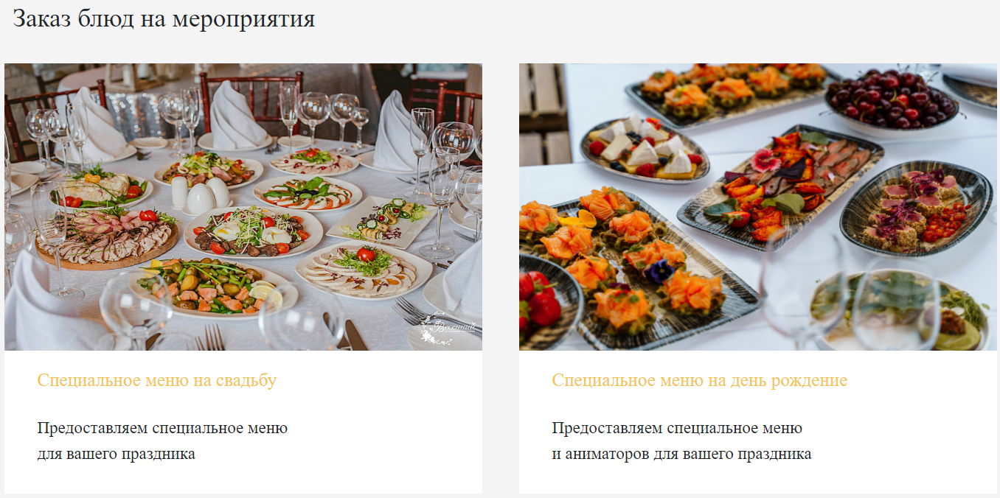 Заказ блюд на мероприятия
Весенний
Специальное меню на свадьбу
Предоставляем специальное меню
для вашего праздника
Специальное меню на день рождение
Предоставляем специальное меню
и аниматоров для вашего праздника